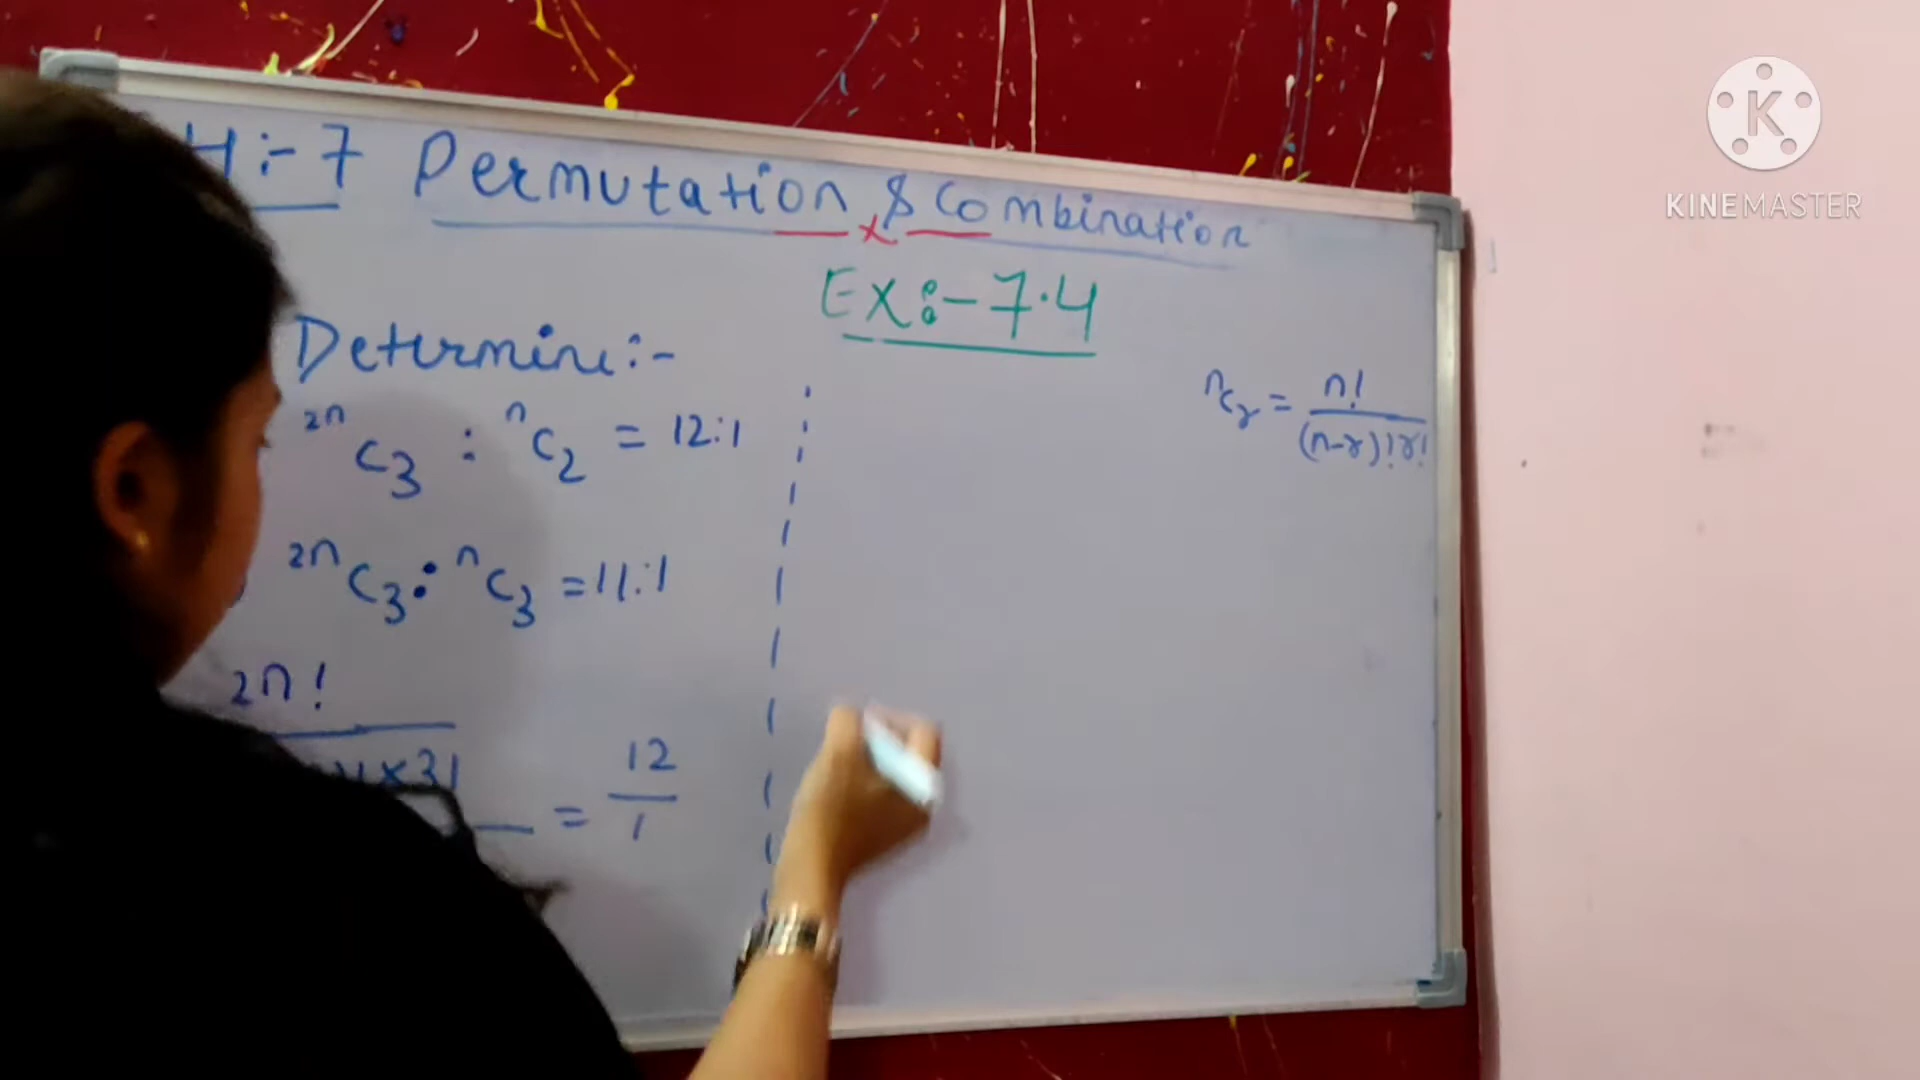 H:- 7 Permutation & Combination
x
Ex:- 7.4
Determine:-
²ⁿC₃ : ⁿC₂ = 12:1
ⁿCᵣ = n! / (n-r)! r!
²ⁿC₃ : ⁿC₃ = 11:1
2n!
x 3!
= 12 / 1
KINEMASTER